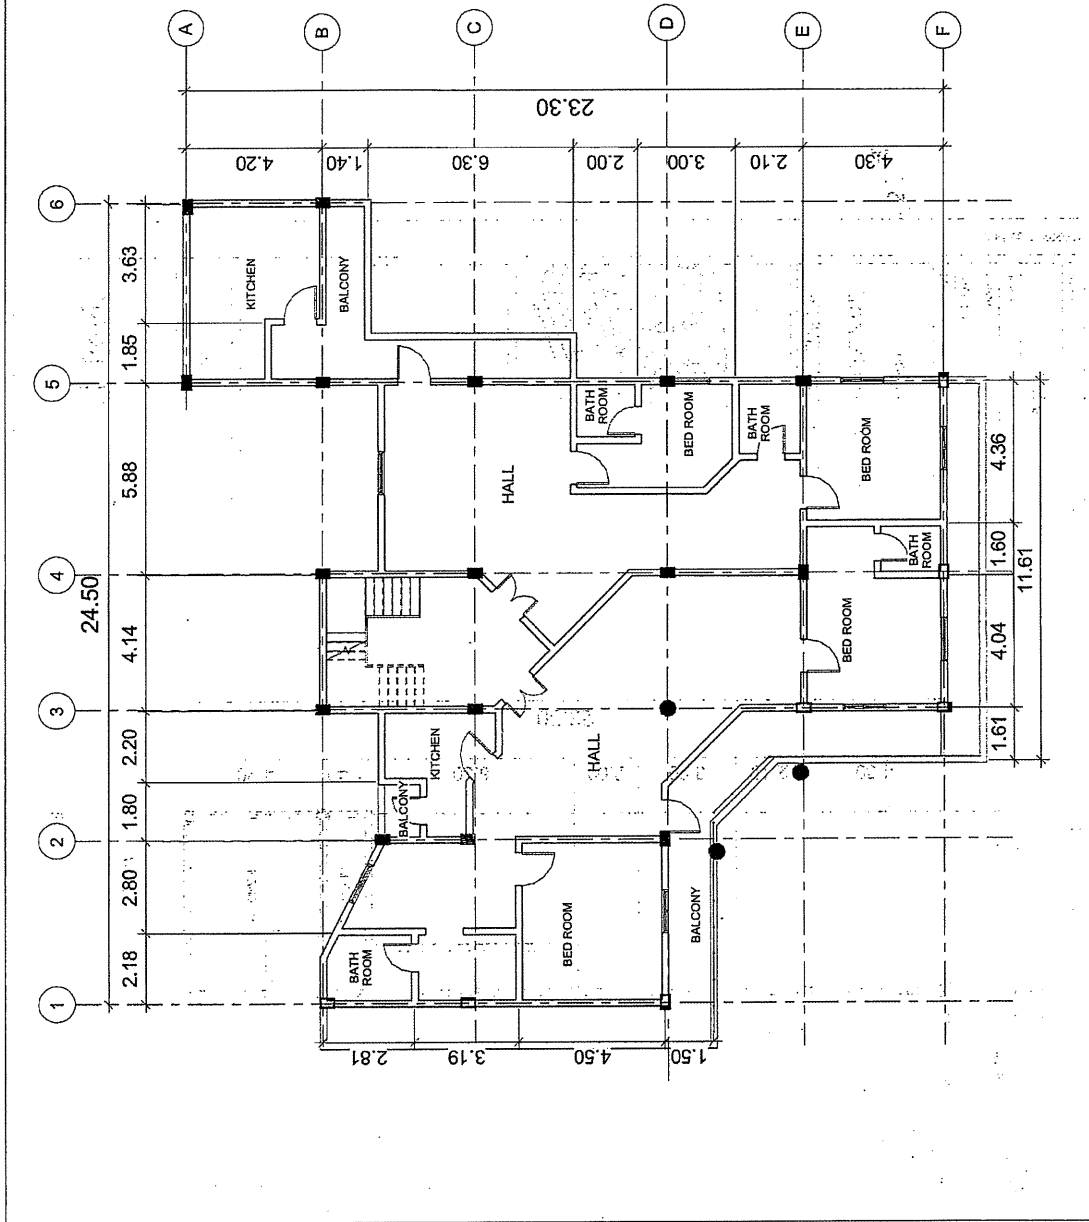 A
B
C
D
E
F
23.30
4.20
1.40
6.30
2.00
3.00
2.10
4.30
6
5
4
3
2
1
24.50
3.63
1.85
5.88
4.14
2.20
1.80
2.80
2.18
KITCHEN
BALCONY
HALL
BATH
ROOM
BED ROOM
BATH
ROOM
BED ROOM
BATH
ROOM
BED ROOM
KITCHEN
BALCONY
HALL
BATH
ROOM
BED ROOM
BALCONY
4.36
1.60
4.04
1.61
11.61
2.81
3.19
4.50
1.50